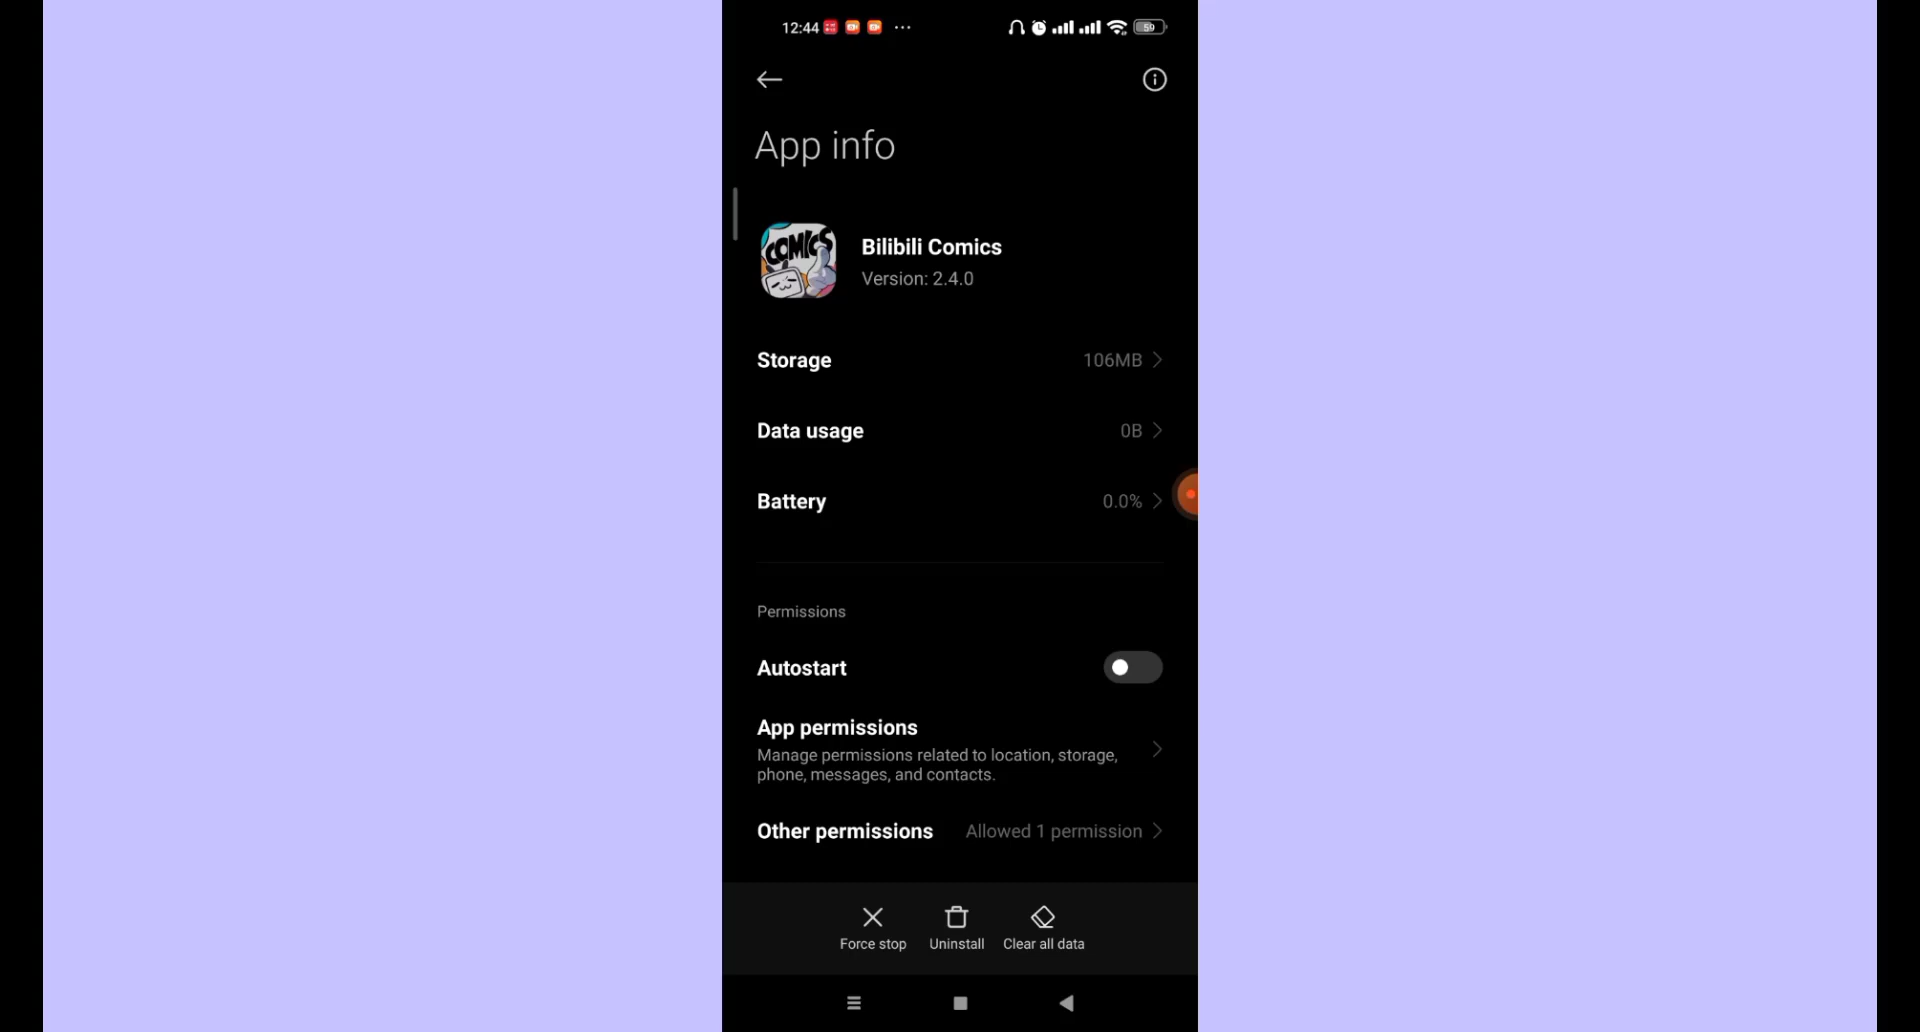 12:44
59
App info
COMICS
Bilibili Comics
Version: 2.4.0
Storage 106MB
Data usage 0B
Battery 0.0%
Permissions
Autostart
App permissions
Manage permissions related to location, storage,
phone, messages, and contacts.
Other permissions Allowed 1 permission
Force stop Uninstall Clear all data